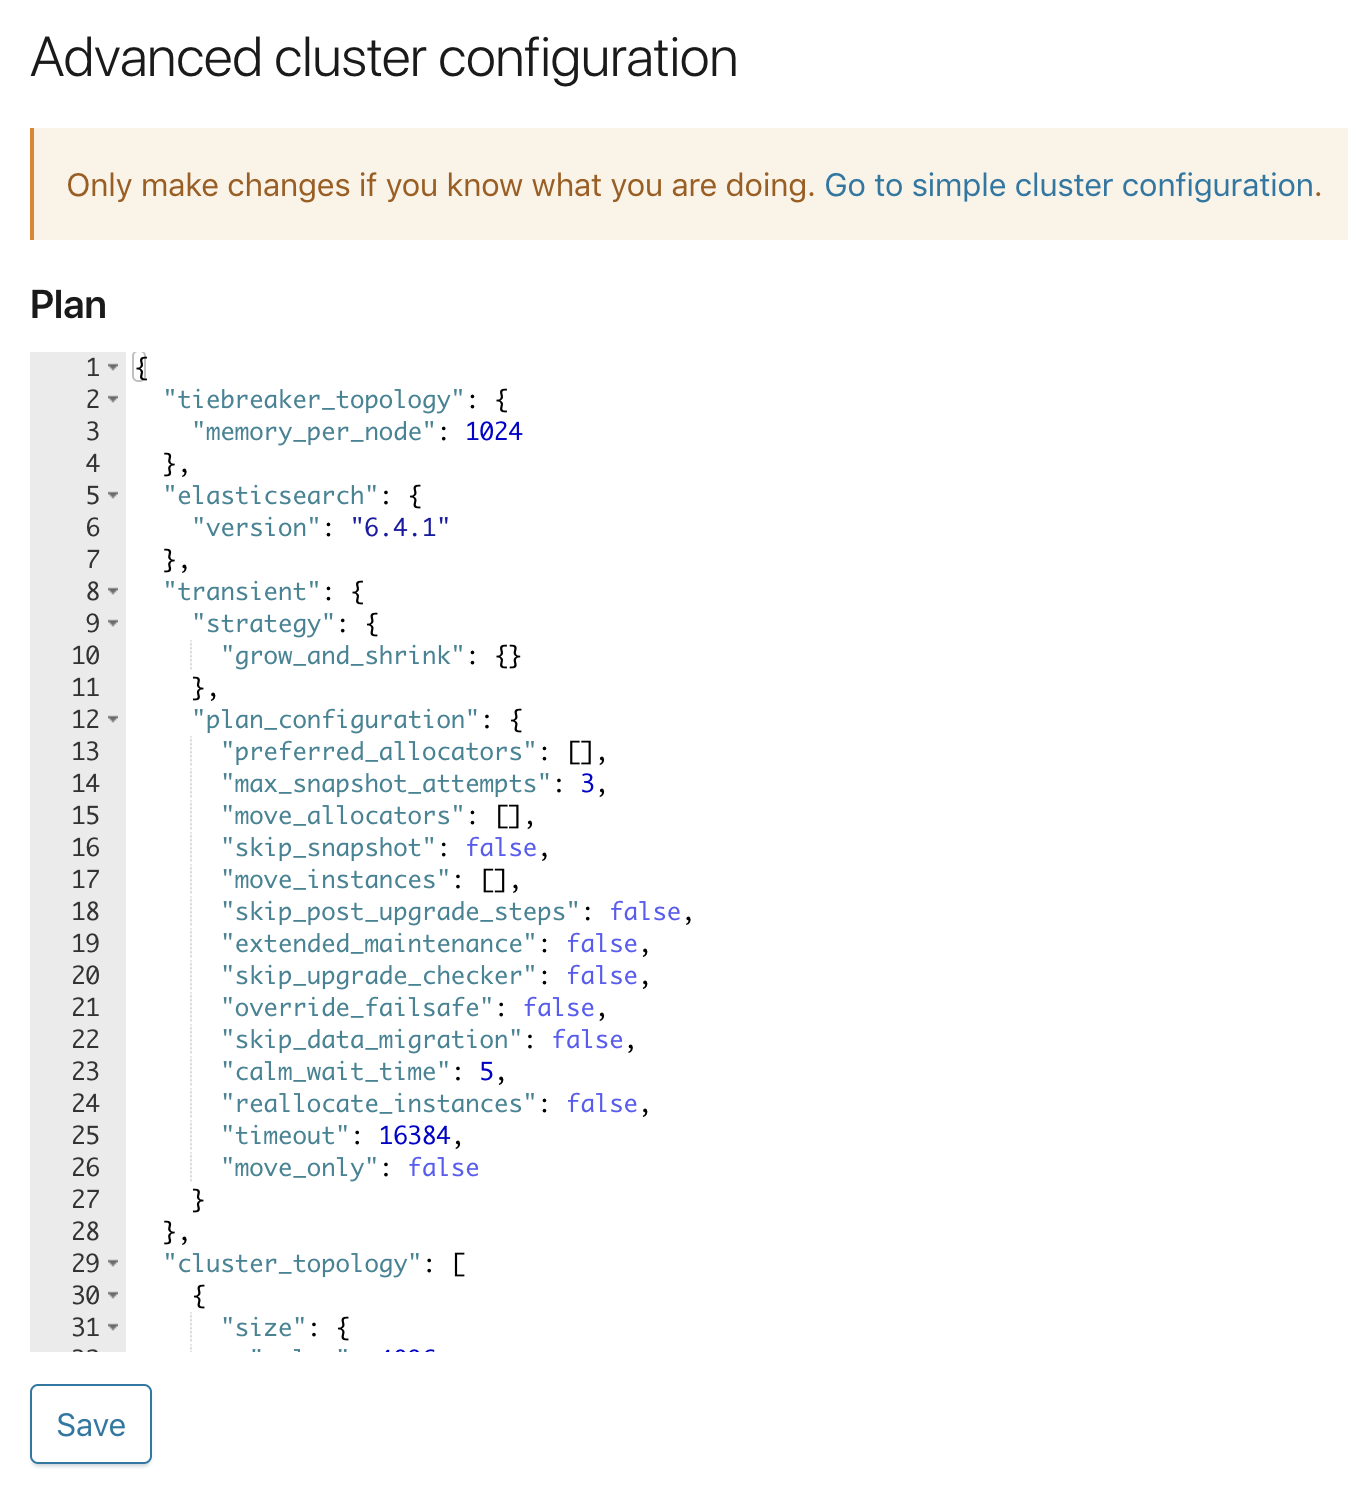 Advanced cluster configuration
Only make changes if you know what you are doing. Go to simple cluster configuration.
Plan
1 {
2 "tiebreaker_topology": {
3 "memory_per_node": 1024
4 },
5 "elasticsearch": {
6 "version": "6.4.1"
7 },
8 "transient": {
9 "strategy": {
10 "grow_and_shrink": {}
11 },
12 "plan_configuration": {
13 "preferred_allocators": [],
14 "max_snapshot_attempts": 3,
15 "move_allocators": [],
16 "skip_snapshot": false,
17 "move_instances": [],
18 "skip_post_upgrade_steps": false,
19 "extended_maintenance": false,
20 "skip_upgrade_checker": false,
21 "override_failsafe": false,
22 "skip_data_migration": false,
23 "calm_wait_time": 5,
24 "reallocate_instances": false,
25 "timeout": 16384,
26 "move_only": false
27 }
28 },
29 "cluster_topology": [
30 {
31 "size": {
Save